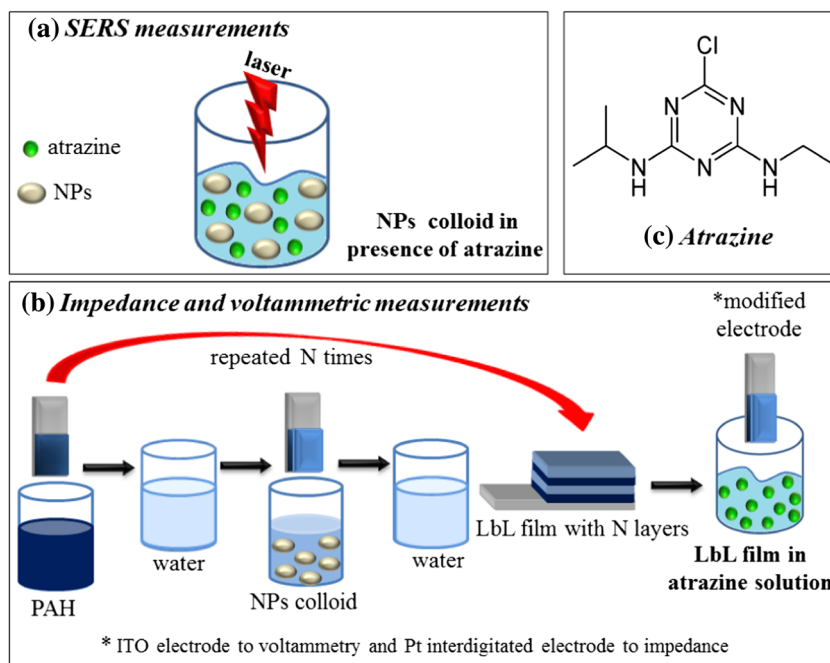 (a) SERS measurements
laser
atrazine
NPs
NPs colloid in
presence of atrazine
Cl
N
N
N
N
H
N
H
(c) Atrazine
(b) Impedance and voltammetric measurements
*modified
electrode
repeated N times
PAH
water
NPs colloid
water
LbL film with N layers
LbL film in
atrazine solution
* ITO electrode to voltammetry and Pt interdigitated electrode to impedance